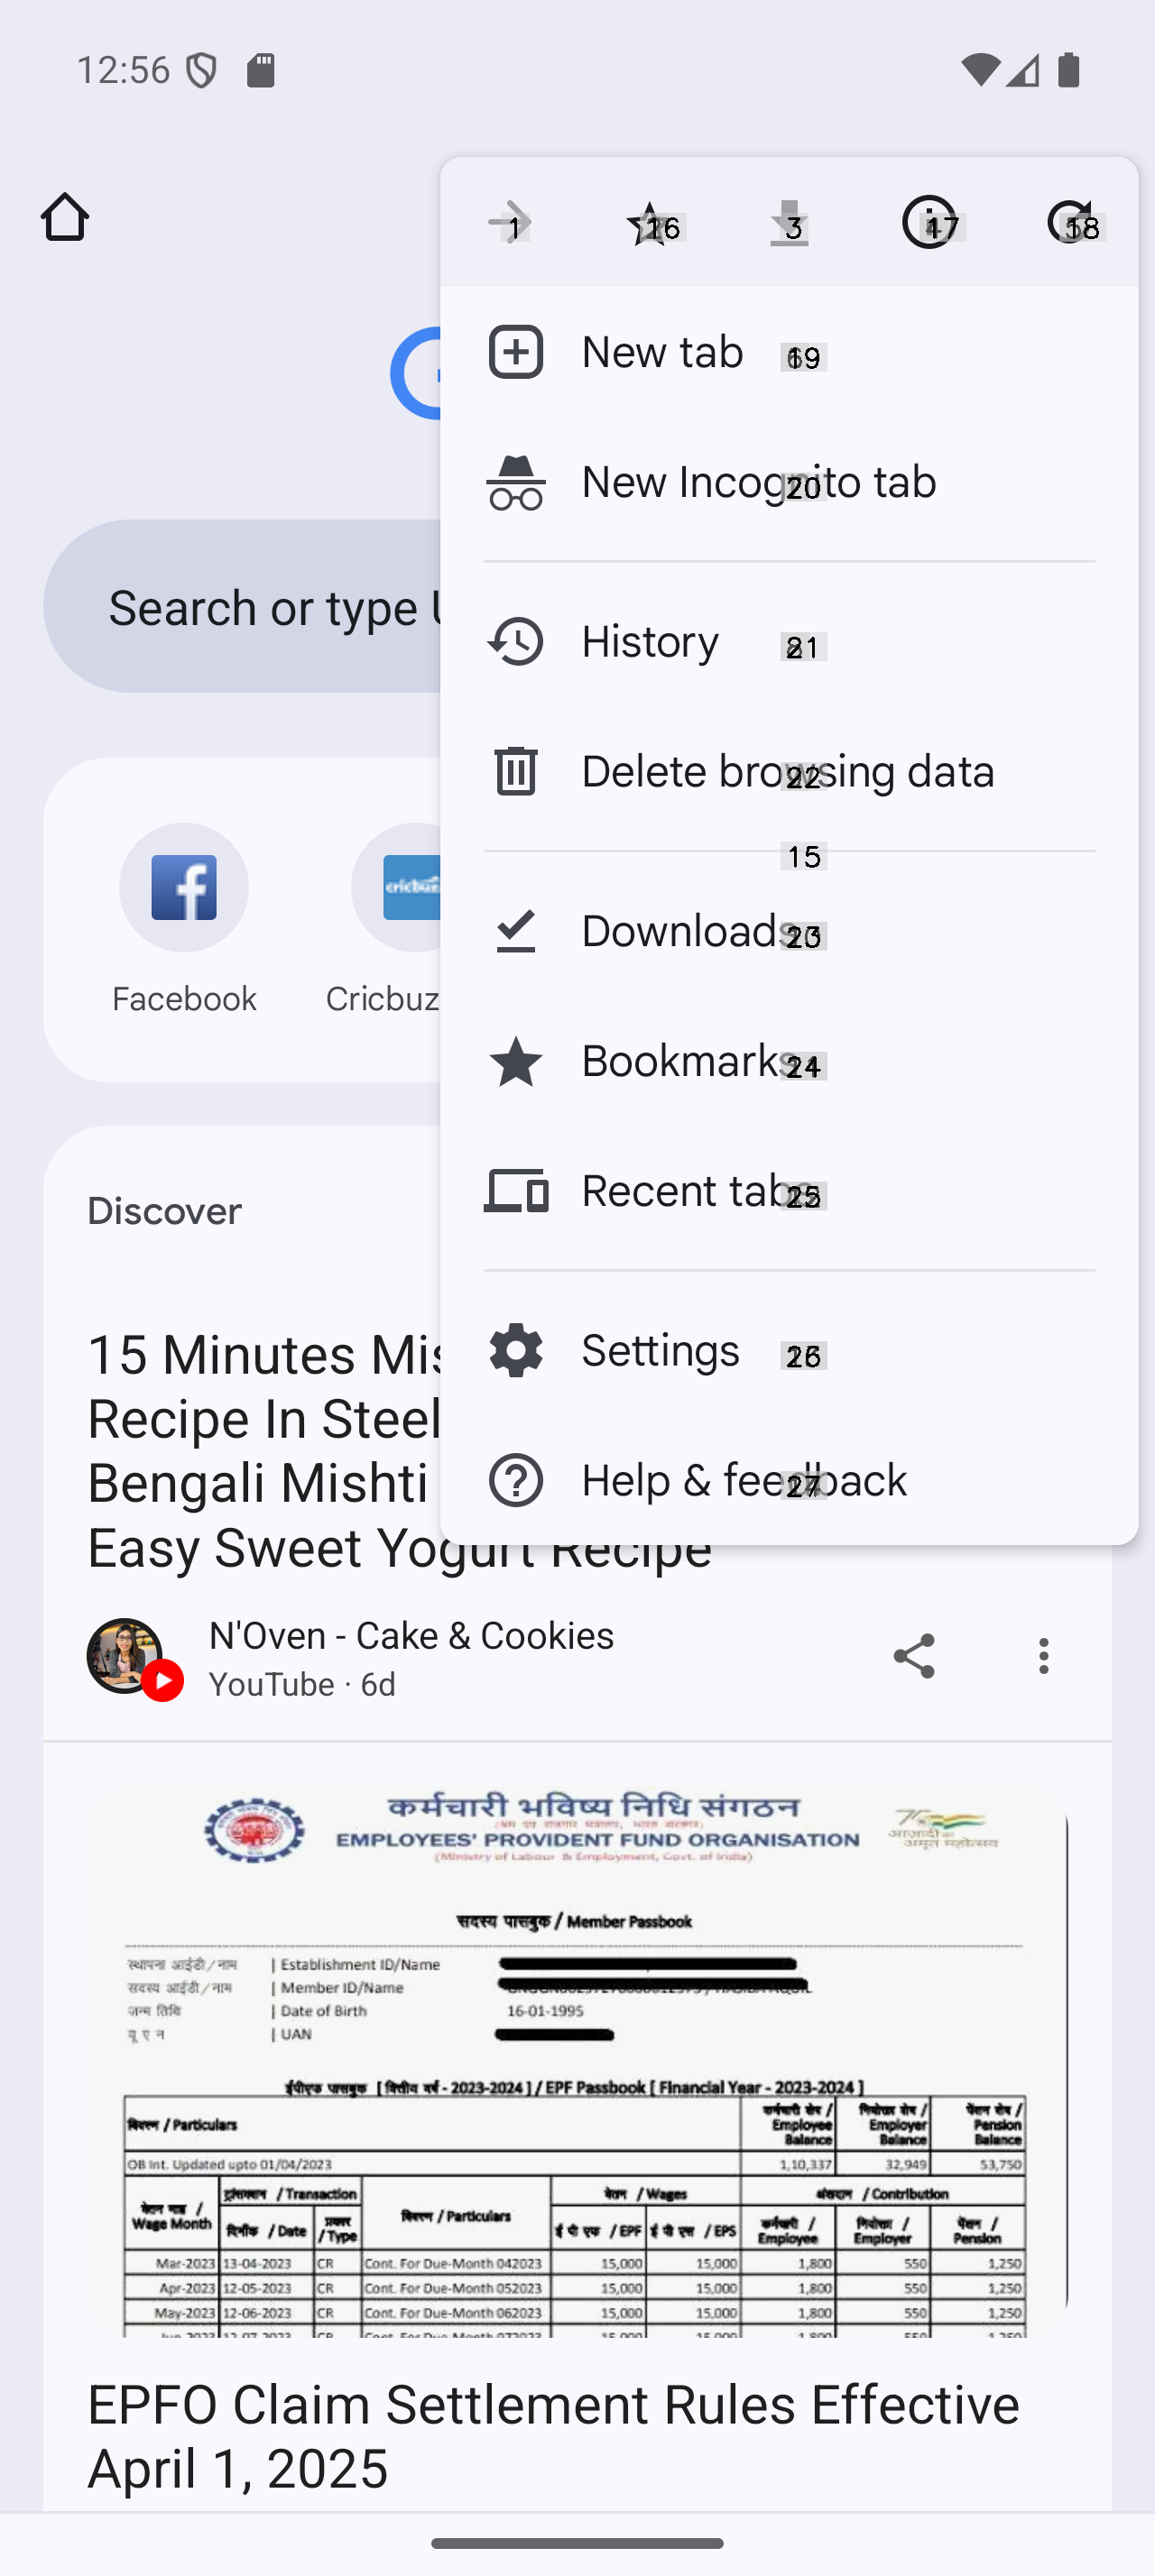 12:56
1
16
3
17
18
New tab 19
New Incognito tab
20
Search or type
History 21
Delete browsing data
22
15
Downloads
23
Facebook
Cricbuz
Bookmarks
24
Recent tabs
25
Discover
Settings 26
15 Minutes Mis
Recipe In Steel
Bengali Mishti
Easy Sweet Yogurt Recipe
Help & feedback
27
N'Oven - Cake & Cookies
YouTube · 6d
कर्मचारी भविष्य निधि संगठन
EMPLOYEES' PROVIDENT FUND ORGANISATION
(Ministry of Labour & Employment, Govt. of India)
आज़ादी का
अमृत महोत्सव
सदस्य पासबुक / Member Passbook
स्थापना आईडी/नाम | Establishment ID/Name
सदस्य आईडी/नाम | Member ID/Name
जन्म तिथि | Date of Birth 16-01-1995
यू ए न | UAN
ईपीएफ पासबुक [ वित्तीय वर्ष - 2023-2024 ] / EPF Passbook [ Financial Year - 2023-2024 ]
विवरण / Particulars कर्मचारी शेष / Employee Balance नियोक्ता शेष / Employer Balance पेंशन शेष / Pension Balance
OB Int. Updated upto 01/04/2023 1,10,337 32,949 53,750
वेतन माह / Wage Month ट्रांसक्शन / Transaction विवरण / Particulars वेतन / Wages अंशदान / Contribution
दिनाँक / Date प्रकार / Type ई पी एफ / EPF ई पी एस / EPS कर्मचारी / Employee नियोक्ता / Employer पेंशन / Pension
Mar-2023 13-04-2023 CR Cont. For Due-Month 042023 15,000 15,000 1,800 550 1,250
Apr-2023 12-05-2023 CR Cont. For Due-Month 052023 15,000 15,000 1,800 550 1,250
May-2023 12-06-2023 CR Cont. For Due-Month 062023 15,000 15,000 1,800 550 1,250
EPFO Claim Settlement Rules Effective
April 1, 2025